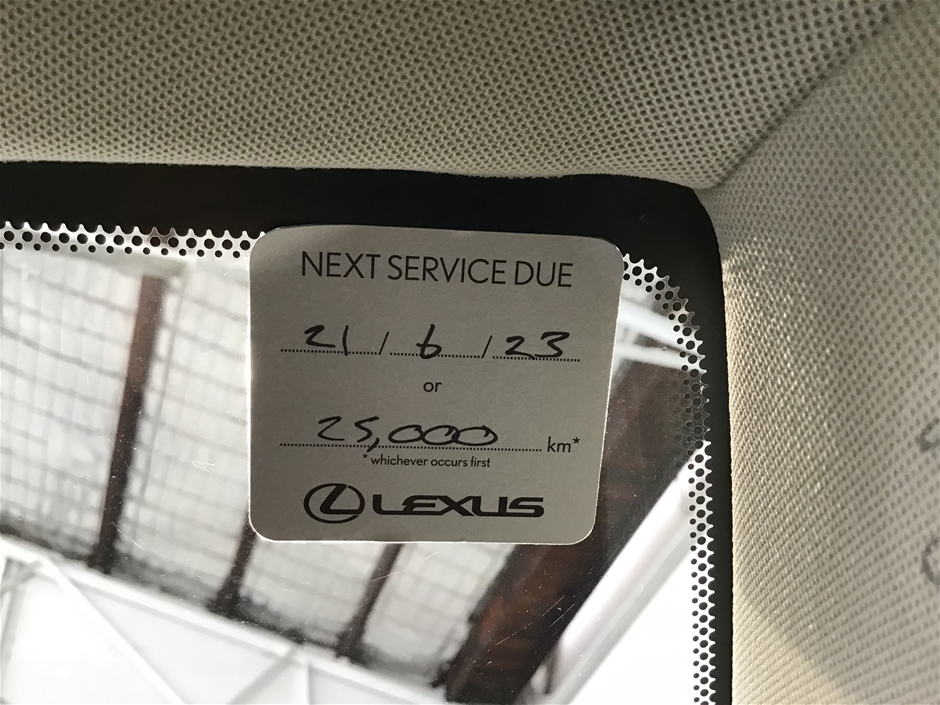 NEXT SERVICE DUE
21 / 6 / 23
or
25,000 km*
*whichever occurs first
LEXUS